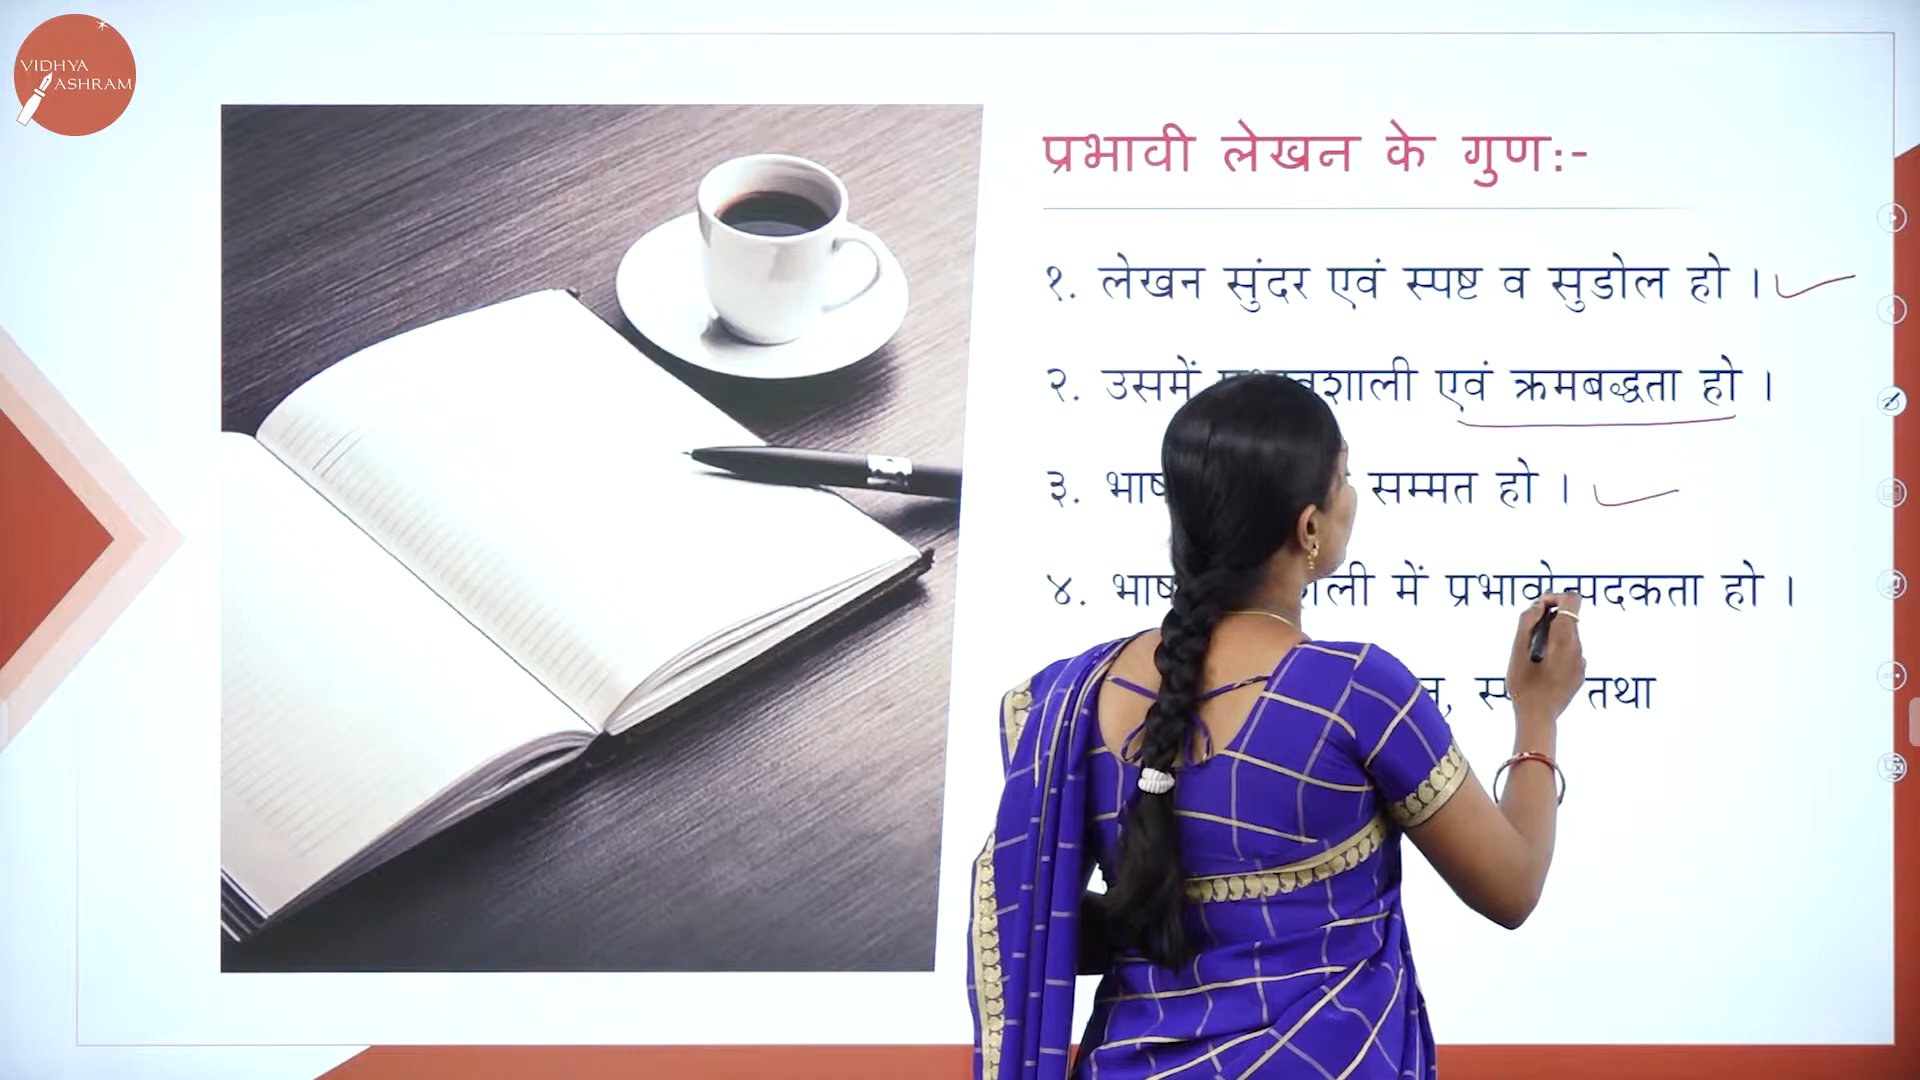 VIDHYA
ASHRAM
प्रभावी लेखन के गुण:-
१. लेखन सुंदर एवं स्पष्ट व सुडोल हो ।
२. उसमें एवं क्रमबद्धता हो ।
३. सम्मत हो ।
४. में प्रभावोत्पदकता हो ।
तथा